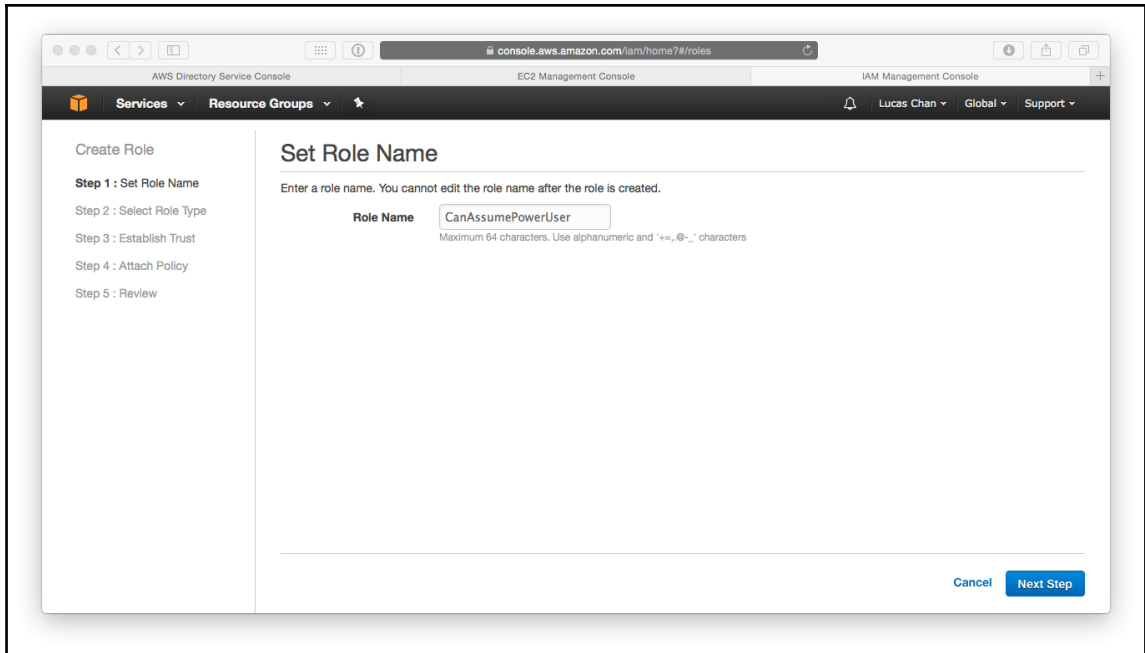 console.aws.amazon.com/iam/home?#/roles
AWS Directory Service Console
EC2 Management Console
IAM Management Console
Services
Resource Groups
Lucas Chan
Global
Support
Create Role
Step 1 : Set Role Name
Step 2 : Select Role Type
Step 3 : Establish Trust
Step 4 : Attach Policy
Step 5 : Review
Set Role Name
Enter a role name. You cannot edit the role name after the role is created.
Role Name
CanAssumePowerUser
Maximum 64 characters. Use alphanumeric and '+=,.@-_' characters
Cancel
Next Step